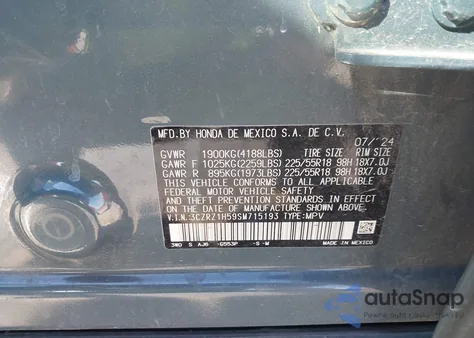 MFD.BY HONDA DE MEXICO S.A. DE C.V. 07/'24
GVWR 1900KG(4188LBS) TIRE SIZE RIM SIZE
GAWR F 1025KG(2259LBS) 225/55R18 98H 18X7.0J
GAWR R 895KG(1973LBS) 225/55R18 98H 18X7.0J
THIS VEHICLE CONFORMS TO ALL APPLICABLE
FEDERAL MOTOR VEHICLE SAFETY AND
THEFT PREVENTION STANDARDS IN EFFECT ON
THE DATE OF MANUFACTURE SHOWN ABOVE.
V.I.N.:3CZRZ1H59SM715193 TYPE:MPV
3W0 S AJ6 -G553P -S-M MADE IN MEXICO
autoSnap